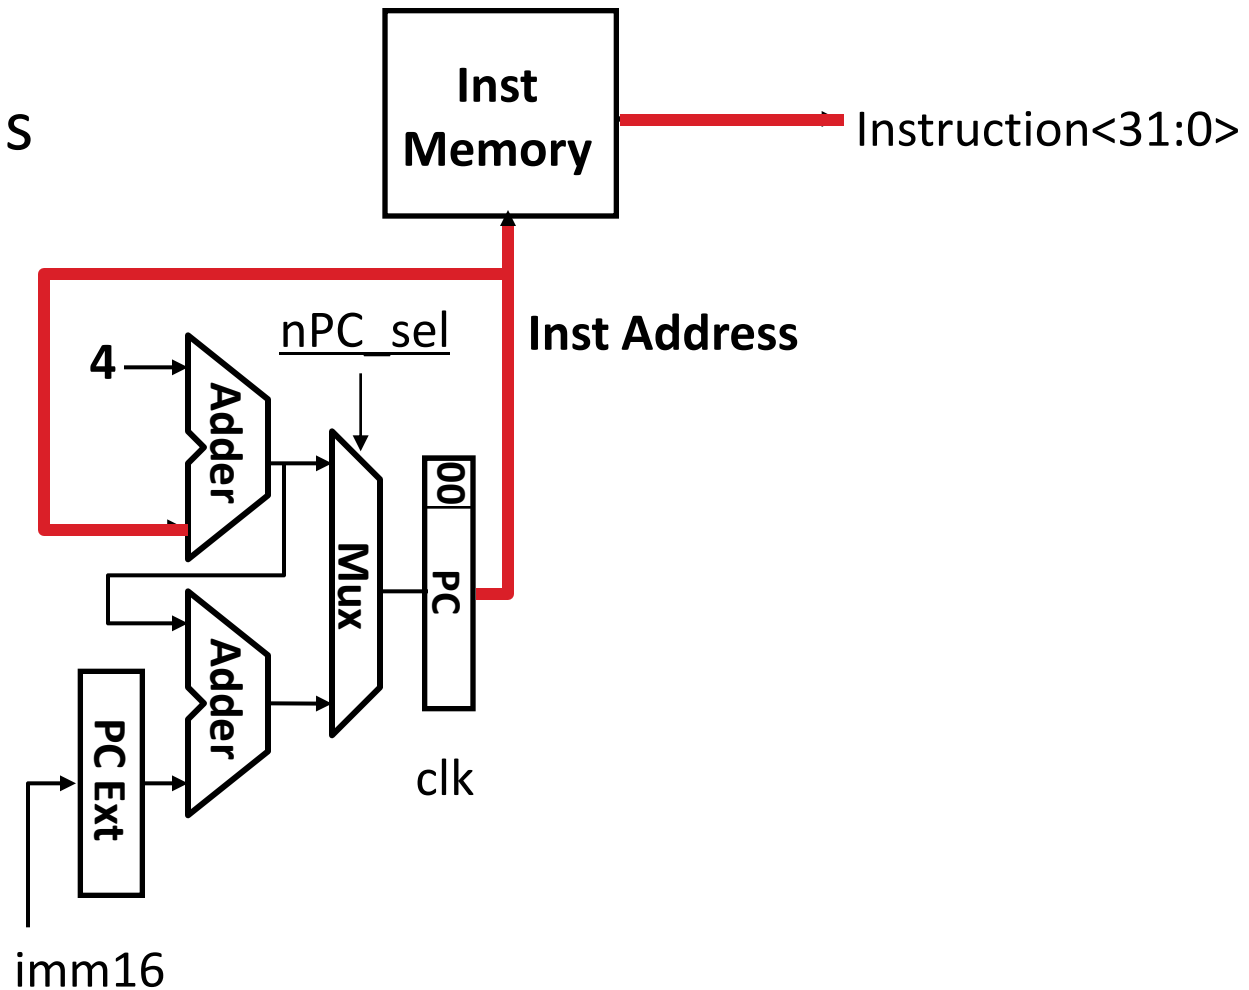 Inst
Memory
s
Instruction<31:0>
nPC_sel
Inst Address
4
Adder
00
Mux
PC
Adder
PC Ext
clk
imm16